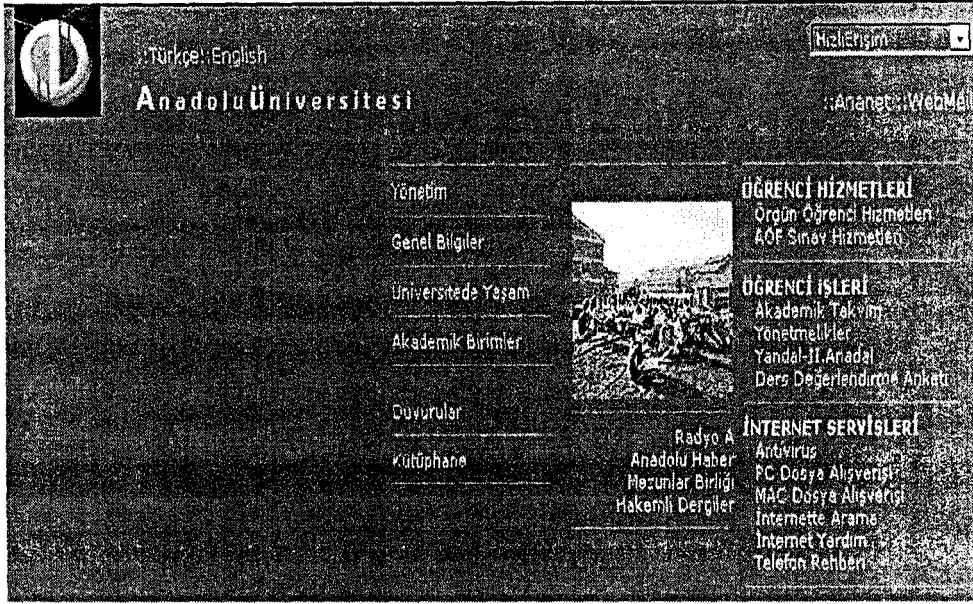 ::Türkçe::English
HızlıErişim
AnadoluÜniversitesi
::Ananet::WebMail
Yönetim
Genel Bilgiler
Üniversitede Yaşam
Akademik Birimler
Duyurular
Kütüphane
Radyo A
Anadolu Haber
Mezunlar Birliği
Hakemli Dergiler
ÖĞRENCİ HİZMETLERİ
Örgün Öğrenci Hizmetleri
AÖF Sınav Hizmetleri
ÖĞRENCİ İŞLERİ
Akademik Takvim
Yönetmelikler
Yandal-II.Anadal
Ders Değerlendirme Anketi
İNTERNET SERVİSLERİ
Antivirus
PC Dosya Alışverişi
MAC Dosya Alışverişi
İnternette Arama
İnternet Yardım
Telefon Rehberi